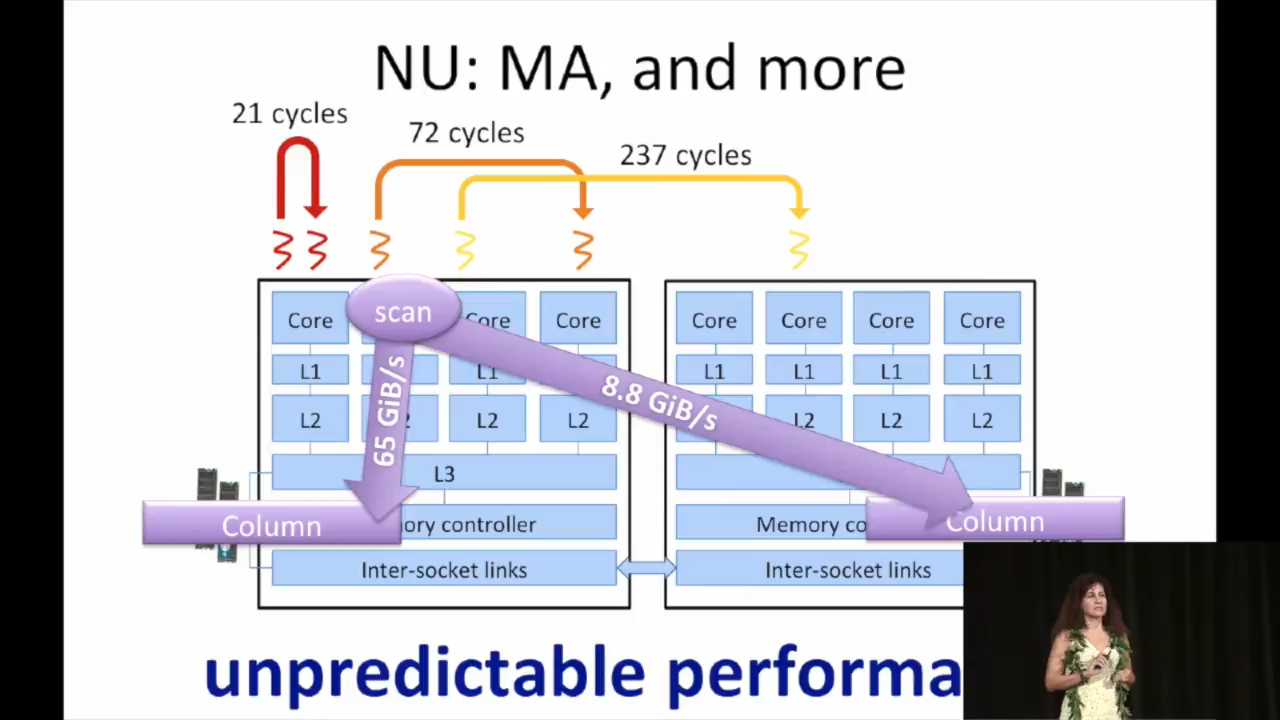 NU: MA, and more
21 cycles
72 cycles
237 cycles
scan
Core
Core
Core
Core
Core
Core
Core
L1
L1
L1
L1
L1
L1
65 GiB/s
8.8 GiB/s
L2
L2
L2
L2
L2
L2
L3
Column
ory controller
Memory co
Column
Inter-socket links
Inter-socket links
unpredictable performa